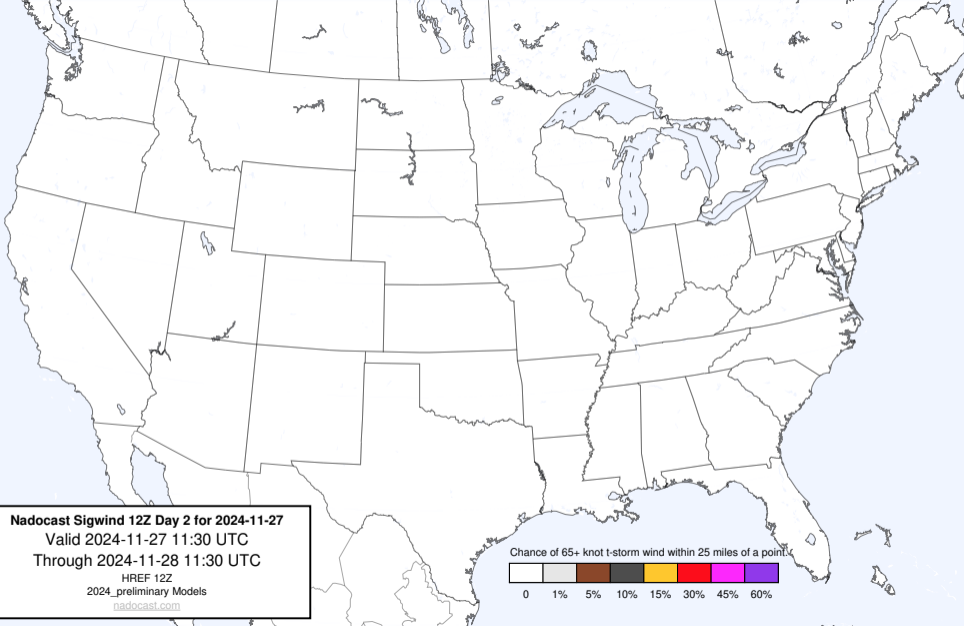 Nadocast Sigwind 12Z Day 2 for 2024-11-27
Valid 2024-11-27 11:30 UTC
Through 2024-11-28 11:30 UTC
HREF 12Z
2024_preliminary Models
nadocast.com
Chance of 65+ knot t-storm wind within 25 miles of a point.
0 1% 5% 10% 15% 30% 45% 60%